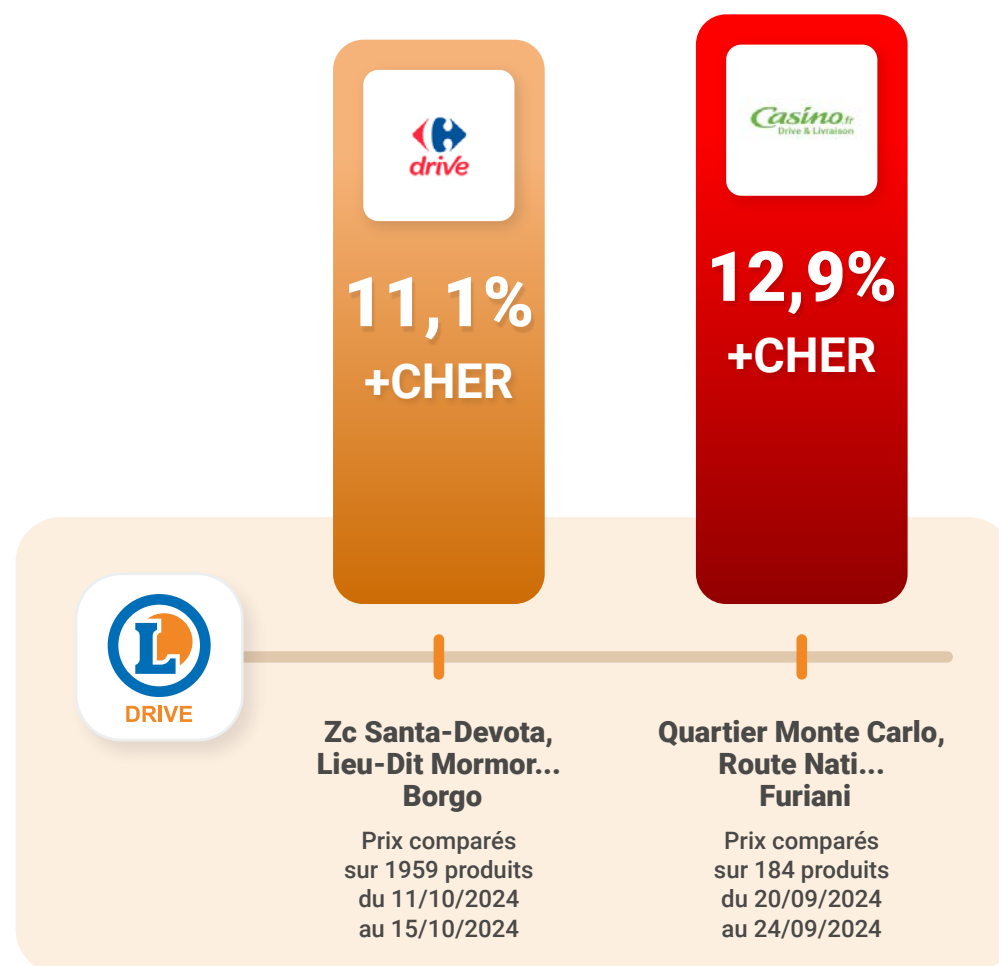 drive
11,1%
+CHER
Casino.fr
Drive & Livraison
12,9%
+CHER
L
DRIVE
Zc Santa-Devota,
Lieu-Dit Mormor...
Borgo
Prix comparés
sur 1959 produits
du 11/10/2024
au 15/10/2024
Quartier Monte Carlo,
Route Nati...
Furiani
Prix comparés
sur 184 produits
du 20/09/2024
au 24/09/2024